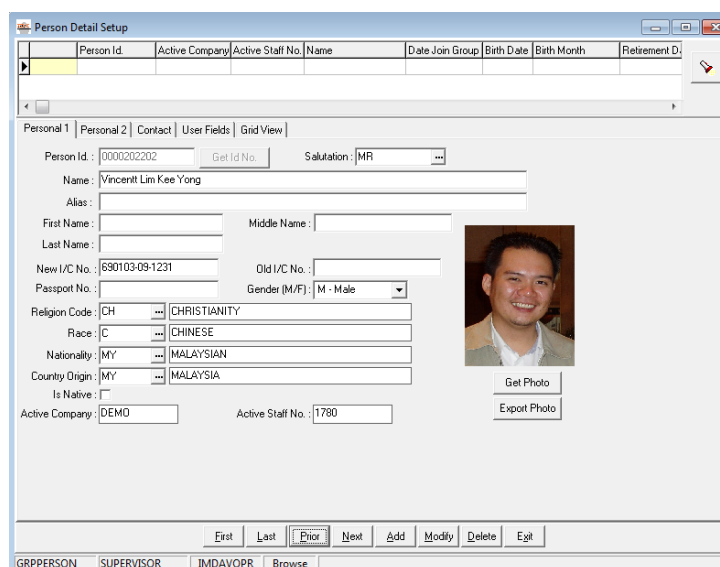 Person Detail Setup
Person Id. Active Company Active Staff No. Name Date Join Group Birth Date Birth Month Retirement D
Personal 1 Personal 2 Contact User Fields Grid View
Person Id. : 0000202202 Get Id No. Salutation : MR ...
Name : Vincentt Lim Kee Yong
Alias :
First Name : Middle Name :
Last Name :
New I/C No. : 690103-09-1231 Old I/C No. :
Passport No. : Gender (M/F) : M - Male
Religion Code : CH ... CHRISTIANITY
Race : C ... CHINESE
Nationality : MY ... MALAYSIAN
Country Origin : MY ... MALAYSIA
Get Photo
Is Native :
Export Photo
Active Company : DEMO Active Staff No. : 1780
First Last Prior Next Add Modify Delete Exit
GRPPERSON SUPERVISOR IMDAVOPR Browse